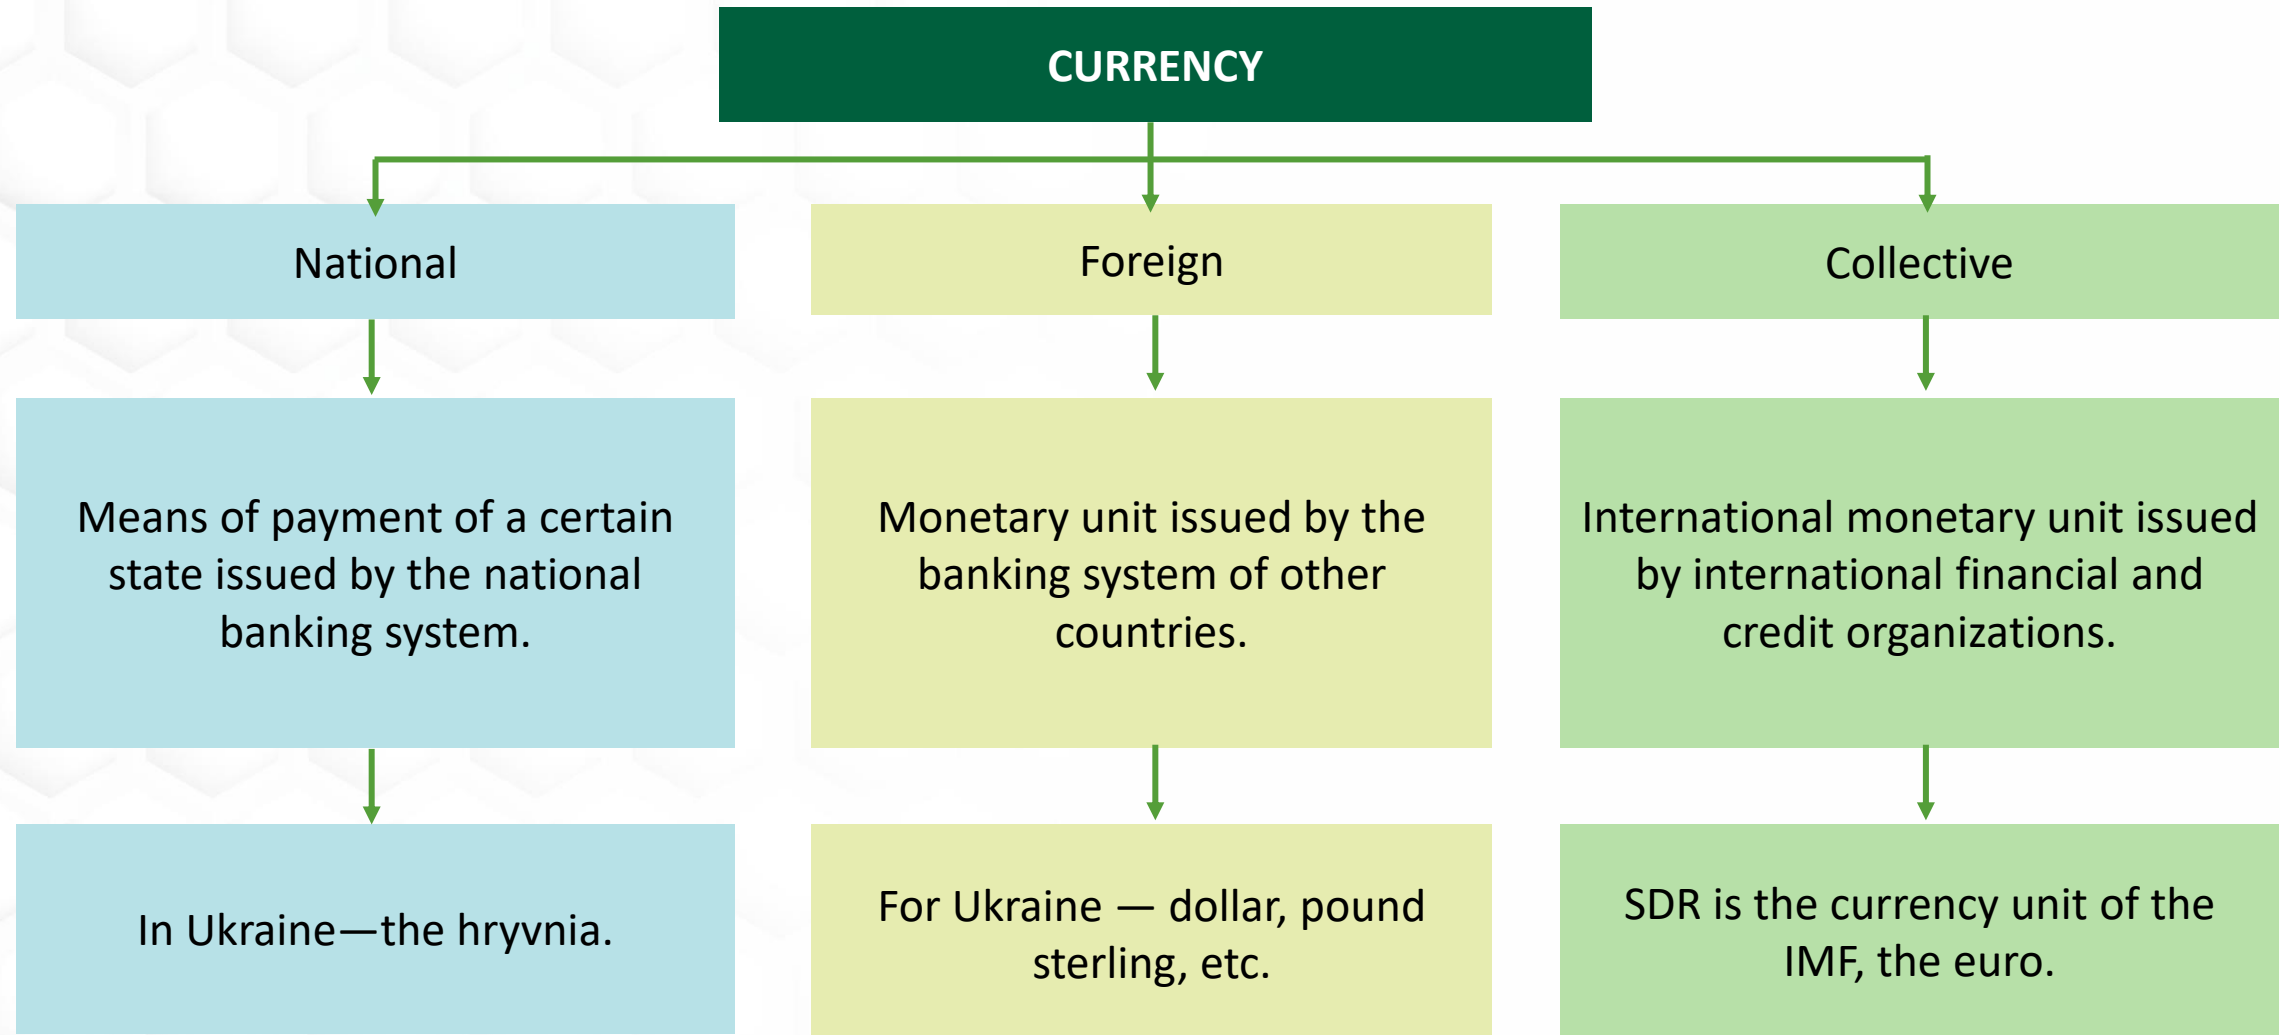 CURRENCY
National
Foreign
Collective
Means of payment of a certain
state issued by the national
banking system.
Monetary unit issued by the
banking system of other
countries.
International monetary unit issued
by international financial and
credit organizations.
In Ukraine—the hryvnia.
For Ukraine — dollar, pound
sterling, etc.
SDR is the currency unit of the
IMF, the euro.